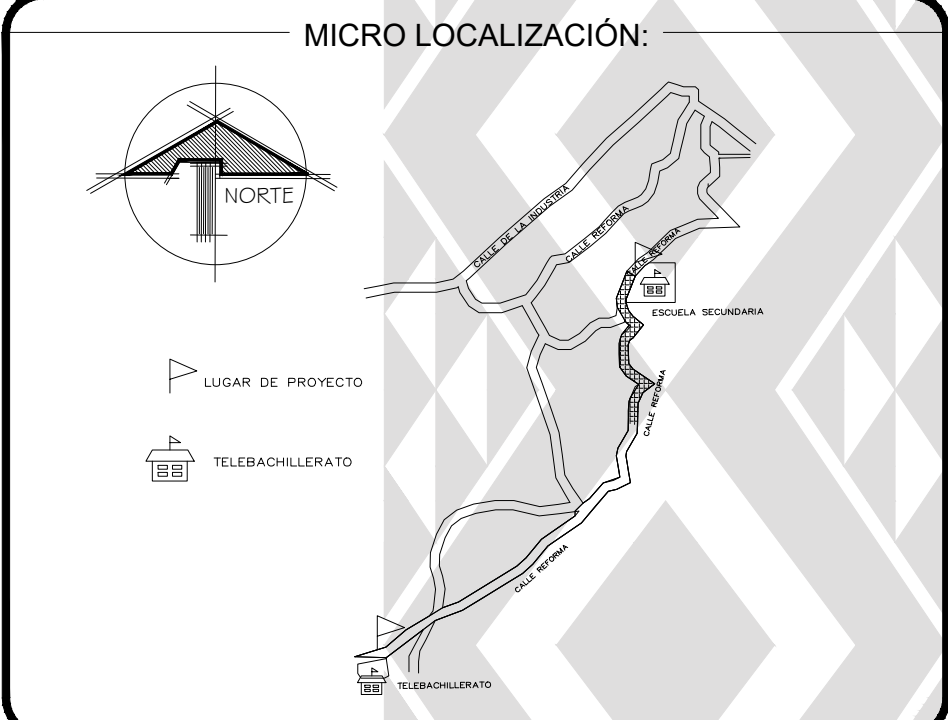 MICRO LOCALIZACIÓN:
NORTE
CALLE DE LA INDUSTRIA
CALLE REFORMA
CALLE REFORMA
ESCUELA SECUNDARIA
LUGAR DE PROYECTO
CALLE REFORMA
TELEBACHILLERATO
CALLE REFORMA
TELEBACHILLERATO